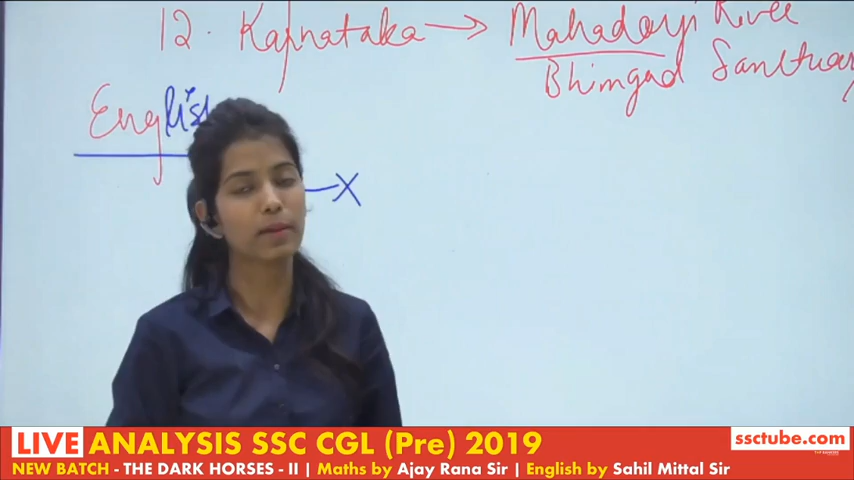 12. Karnataka → Mahadayi River
Bhimgad Sanctuary
English
— X
LIVE ANALYSIS SSC CGL (Pre) 2019
ssctube.com
NEW BATCH - THE DARK HORSES - II | Maths by Ajay Rana Sir | English by Sahil Mittal Sir